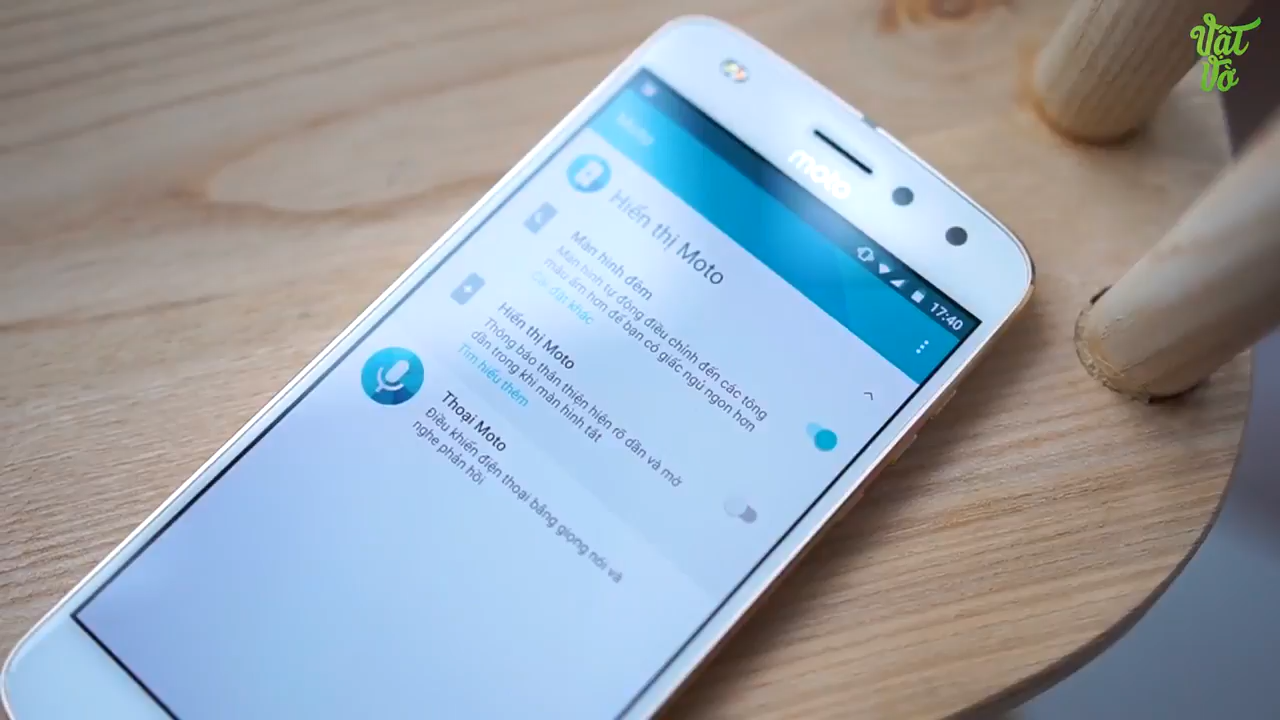 Vật
Vờ
moto
17:40
Moto
Hiển thị Moto
Màn hình đêm
Màn hình tự động điều chỉnh đến các tông
màu ấm hơn để bạn có giấc ngủ ngon hơn
Cài đặt khác
Hiển thị Moto
Thông báo thân thiện hiện rõ dần và mờ
dần trong khi màn hình tắt
Tìm hiểu thêm
Thoại Moto
Điều khiển điện thoại bằng giọng nói và
nghe phản hồi